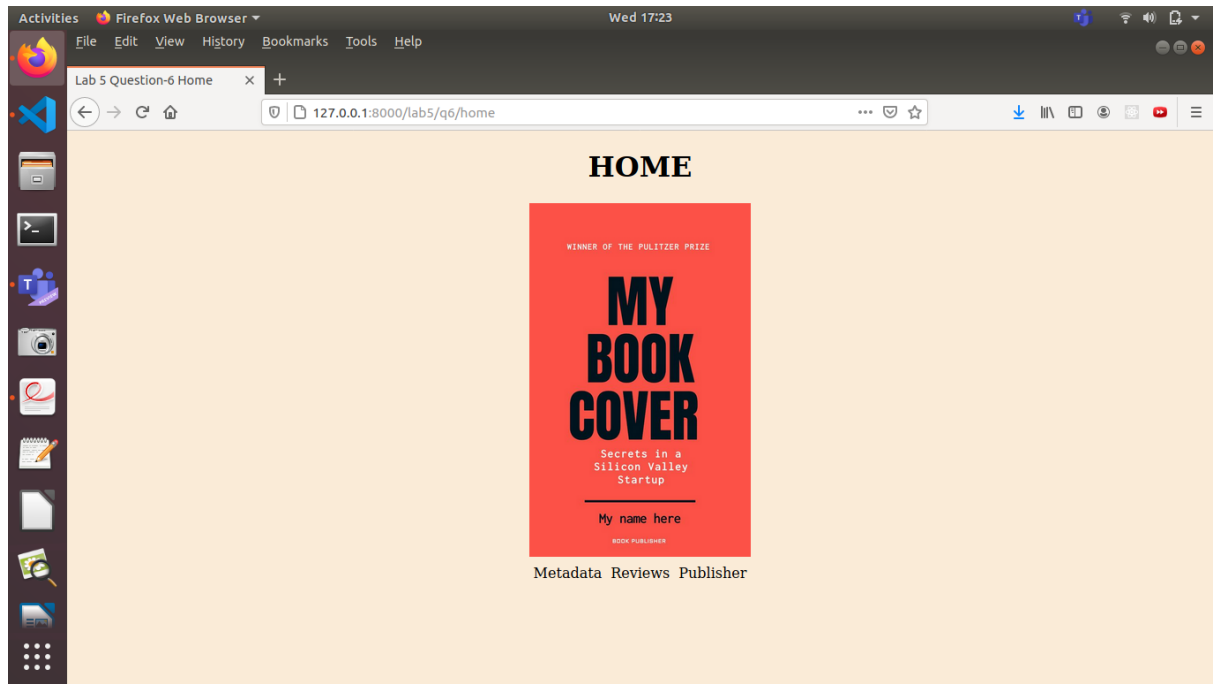 Activities Firefox Web Browser Wed 17:23
File Edit View History Bookmarks Tools Help
Lab 5 Question-6 Home
127.0.0.1:8000/lab5/q6/home
HOME
WINNER OF THE PULITZER PRIZE
MY
BOOK
COVER
Secrets in a
Silicon Valley
Startup
My name here
BOOK PUBLISHER
Metadata Reviews Publisher